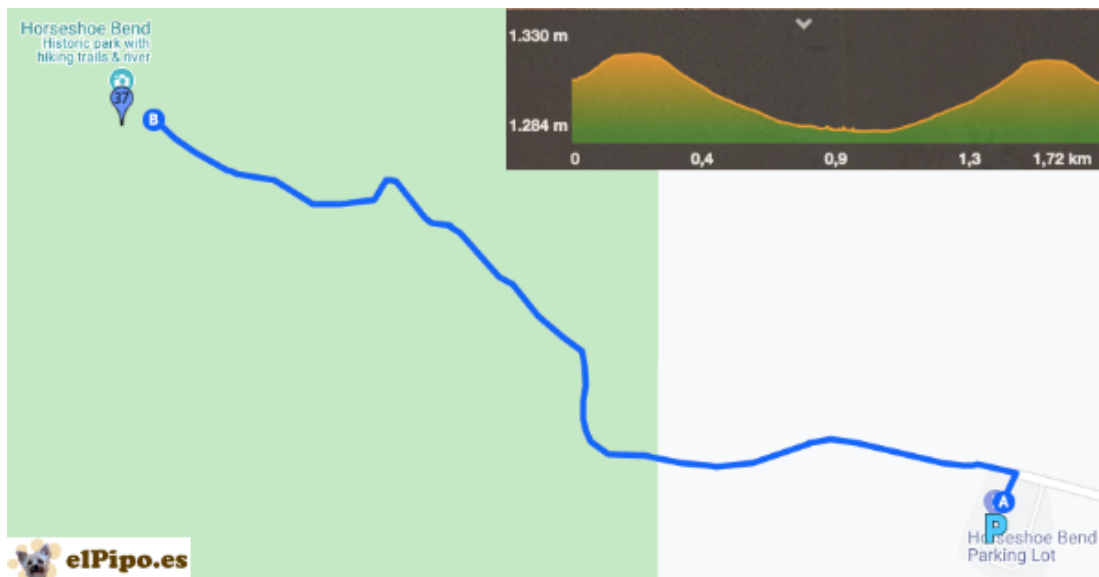 Horseshoe Bend
Historic park with
hiking trails & river
37
B
1.330 m
1.284 m
0
0,4
0,9
1,3
1,72 km
A
P
Horseshoe Bend
Parking Lot
elPipo.es